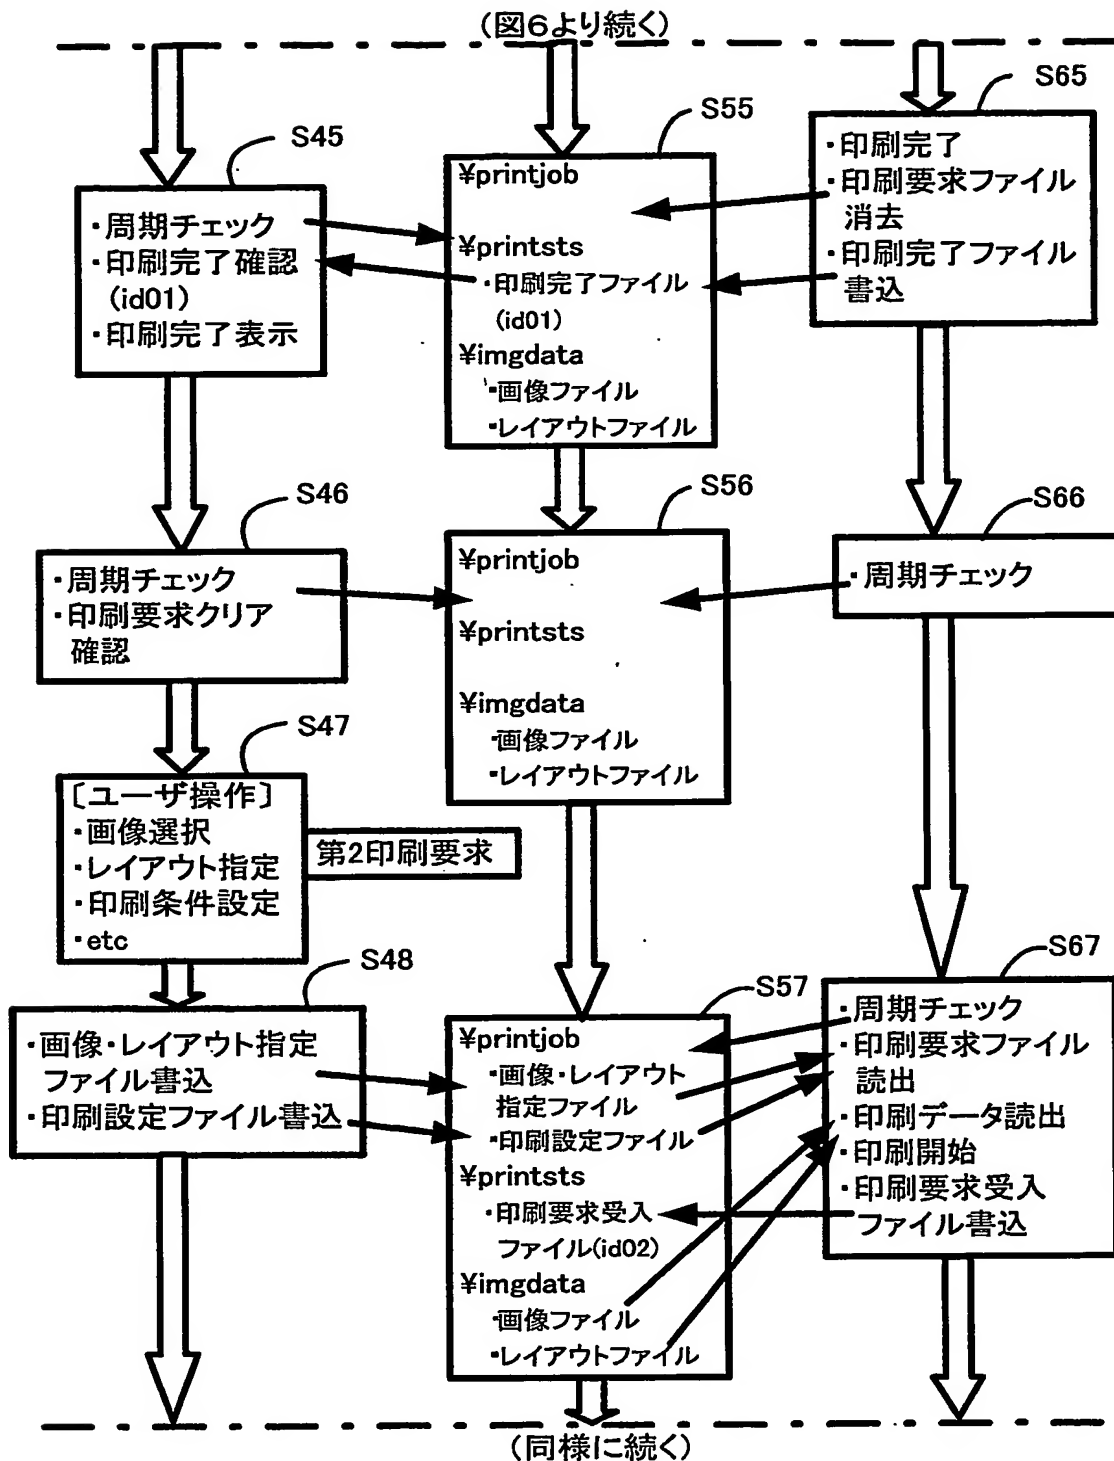 (図6より続く)
S45
・周期チェック
・印刷完了確認
(id01)
・印刷完了表示
S55
¥printjob
¥printsts
・印刷完了ファイル
(id01)
¥imgdata
・画像ファイル
・レイアウトファイル
S65
・印刷完了
・印刷要求ファイル
消去
・印刷完了ファイル
書込
S46
・周期チェック
・印刷要求クリア
確認
S56
¥printjob
¥printsts
¥imgdata
・画像ファイル
・レイアウトファイル
S66
・周期チェック
S47
〔ユーザ操作〕
・画像選択
・レイアウト指定
・印刷条件設定
・etc
第2印刷要求
S48
・画像・レイアウト指定
ファイル書込
・印刷設定ファイル書込
S57
¥printjob
・画像・レイアウト
指定ファイル
・印刷設定ファイル
¥printsts
・印刷要求受入
ファイル(id02)
¥imgdata
・画像ファイル
・レイアウトファイル
S67
・周期チェック
・印刷要求ファイル
読出
・印刷データ読出
・印刷開始
・印刷要求受入
ファイル書込
(同様に続く)